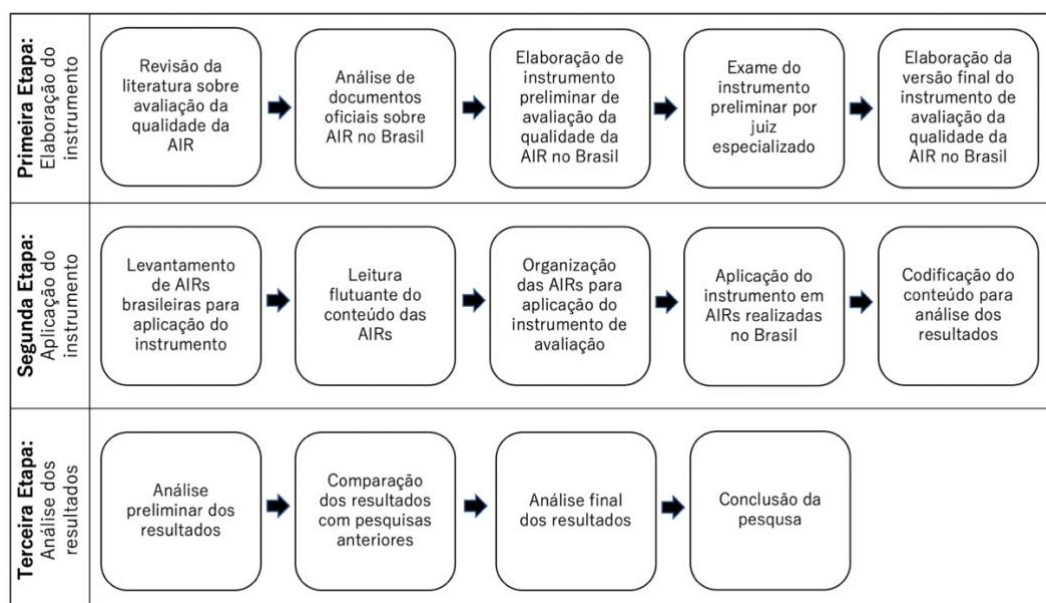 Primeira Etapa:
Elaboração do
instrumento
Revisão da
literatura sobre
avaliação da
qualidade da
AIR
Análise de
documentos
oficiais sobre
AIR no Brasil
Elaboração de
instrumento
preliminar de
avaliação da
qualidade da
AIR no Brasil
Exame do
instrumento
preliminar por
juiz
especializado
Elaboração da
versão final do
instrumento de
avaliação da
qualidade da
AIR no Brasil
Segunda Etapa:
Aplicação do
instrumento
Levantamento
de AIRs
brasileiras para
aplicação do
instrumento
Leitura
flutuante do
conteúdo das
AIRs
Organização
das AIRs para
aplicação do
instrumento de
avaliação
Aplicação do
instrumento em
AIRs realizadas
no Brasil
Codificação do
conteúdo para
análise dos
resultados
Terceira Etapa:
Análise dos
resultados
Análise
preliminar dos
resultados
Comparação
dos resultados
com pesquisas
anteriores
Análise final
dos resultados
Conclusão da
pesqusa